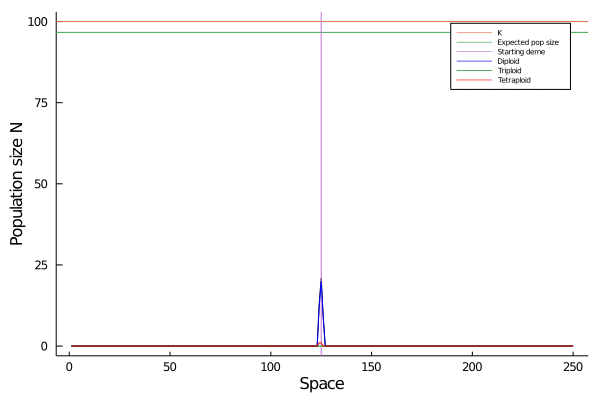 100
75
50
25
0
Population size N
K
Expected pop size
Starting deme
Diploid
Triploid
Tetraploid
0 50 100 150 200 250
Space